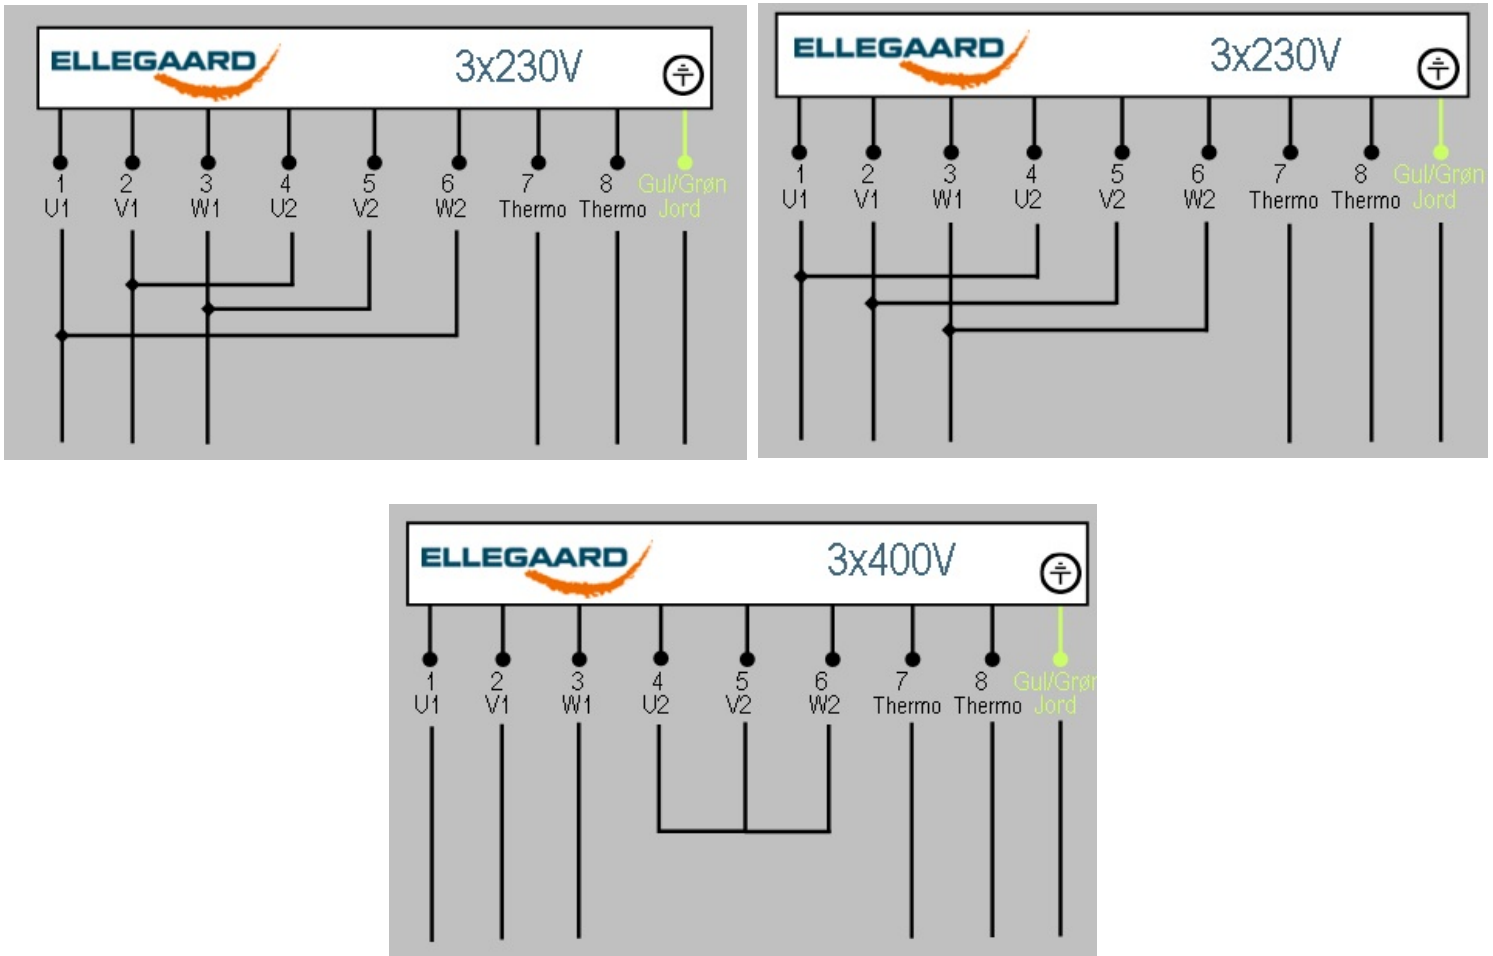 ELLEGAARD 3x230V
1 2 3 4 5 6 7 8 Gul/Grøn
U1 V1 W1 U2 V2 W2 Thermo Thermo Jord
ELLEGAARD 3x230V
1 2 3 4 5 6 7 8 Gul/Grøn
U1 V1 W1 U2 V2 W2 Thermo Thermo Jord
ELLEGAARD 3x400V
1 2 3 4 5 6 7 8 Gul/Grøn
U1 V1 W1 U2 V2 W2 Thermo Thermo Jord